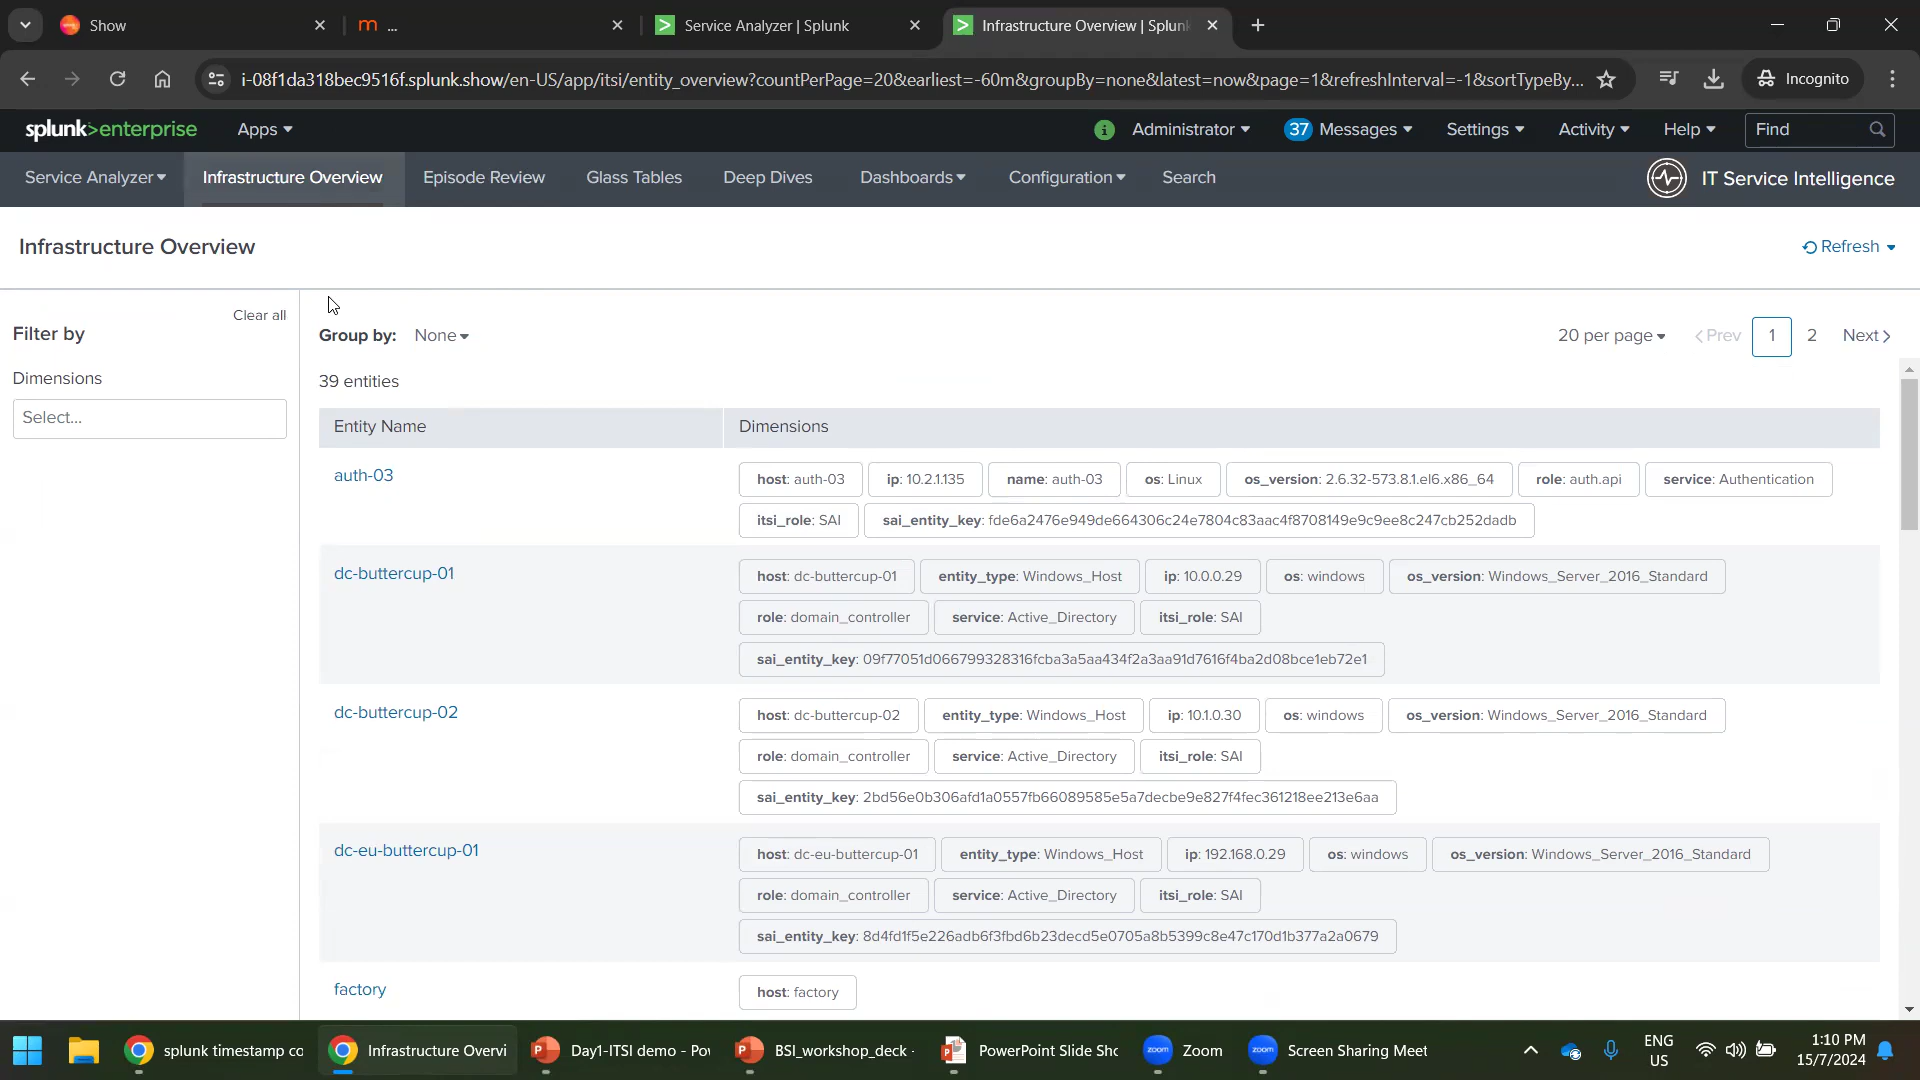 Show
m ...
Service Analyzer | Splunk
Infrastructure Overview | Splunk
i-08f1da318bec9516f.splunk.show/en-US/app/itsi/entity_overview?countPerPage=20&earliest=-60m&groupBy=none&latest=now&page=1&refreshInterval=-1&sortTypeBy...
Incognito
splunk>enterprise Apps
i Administrator 37 Messages Settings Activity Help Find
Service Analyzer Infrastructure Overview Episode Review Glass Tables Deep Dives Dashboards Configuration Search IT Service Intelligence
Infrastructure Overview
Refresh
Clear all
Filter by
Dimensions
Select...
Group by: None
20 per page Prev 1 2 Next
39 entities
Entity Name Dimensions
auth-03
host: auth-03 ip: 10.2.1.135 name: auth-03 os: Linux os_version: 2.6.32-573.8.1.el6.x86_64 role: auth.api service: Authentication
itsi_role: SAI sai_entity_key: fde6a2476e949de664306c24e7804c83aac4f8708149e9c9ee8c247cb252dadb
dc-buttercup-01
host: dc-buttercup-01 entity_type: Windows_Host ip: 10.0.0.29 os: windows os_version: Windows_Server_2016_Standard
role: domain_controller service: Active_Directory itsi_role: SAI
sai_entity_key: 09f77051d066799328316fcba3a5aa434f2a3aa91d7616f4ba2d08bce1eb72e1
dc-buttercup-02
host: dc-buttercup-02 entity_type: Windows_Host ip: 10.1.0.30 os: windows os_version: Windows_Server_2016_Standard
role: domain_controller service: Active_Directory itsi_role: SAI
sai_entity_key: 2bd56e0b306afd1a0557fb66089585e5a7decbe9e827f4fec361218ee213e6aa
dc-eu-buttercup-01
host: dc-eu-buttercup-01 entity_type: Windows_Host ip: 192.168.0.29 os: windows os_version: Windows_Server_2016_Standard
role: domain_controller service: Active_Directory itsi_role: SAI
sai_entity_key: 8d4fd1f5e226adb6f3fbd6b23decd5e0705a8b5399c8e47c170d1b377a2a0679
factory
host: factory
splunk timestamp co
Infrastructure Overvi
Day1-ITSI demo - Po
BSI_workshop_deck -
PowerPoint Slide Sho
Zoom
Screen Sharing Meet
ENG
US
1:10 PM
15/7/2024